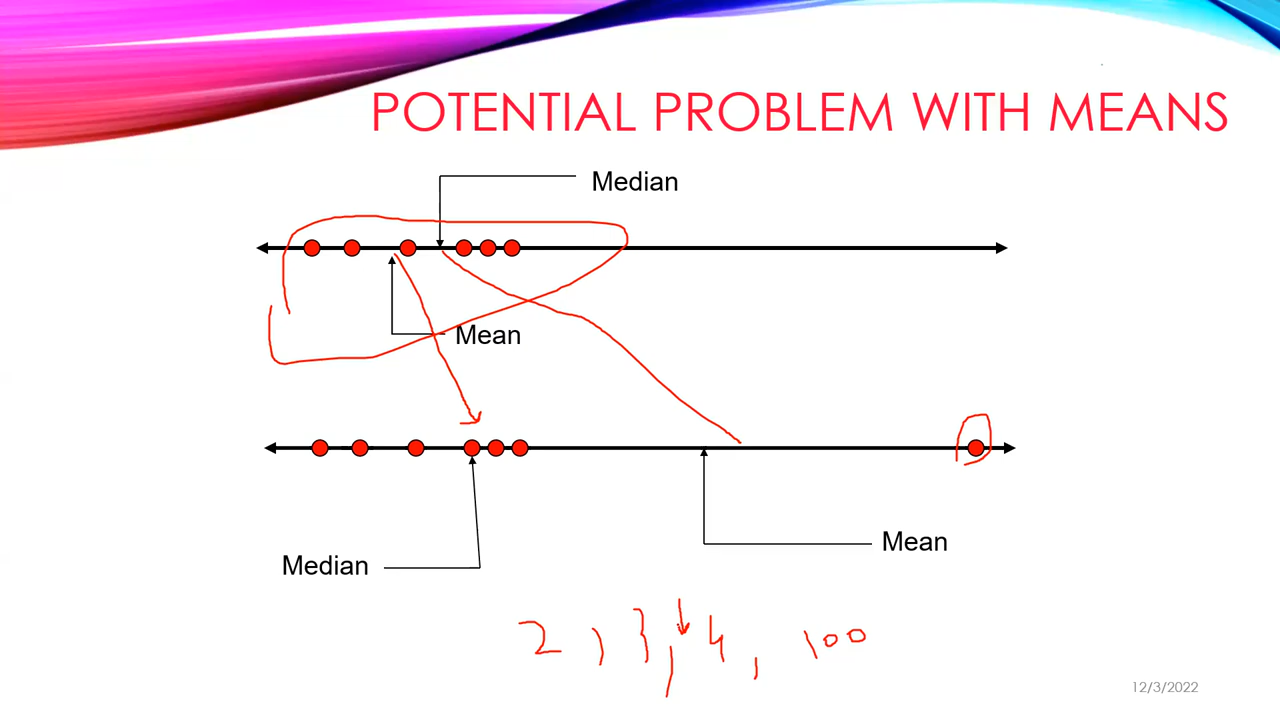 POTENTIAL PROBLEM WITH MEANS
Median
Mean
Median
Mean
2, 3, 4, 100
12/3/2022